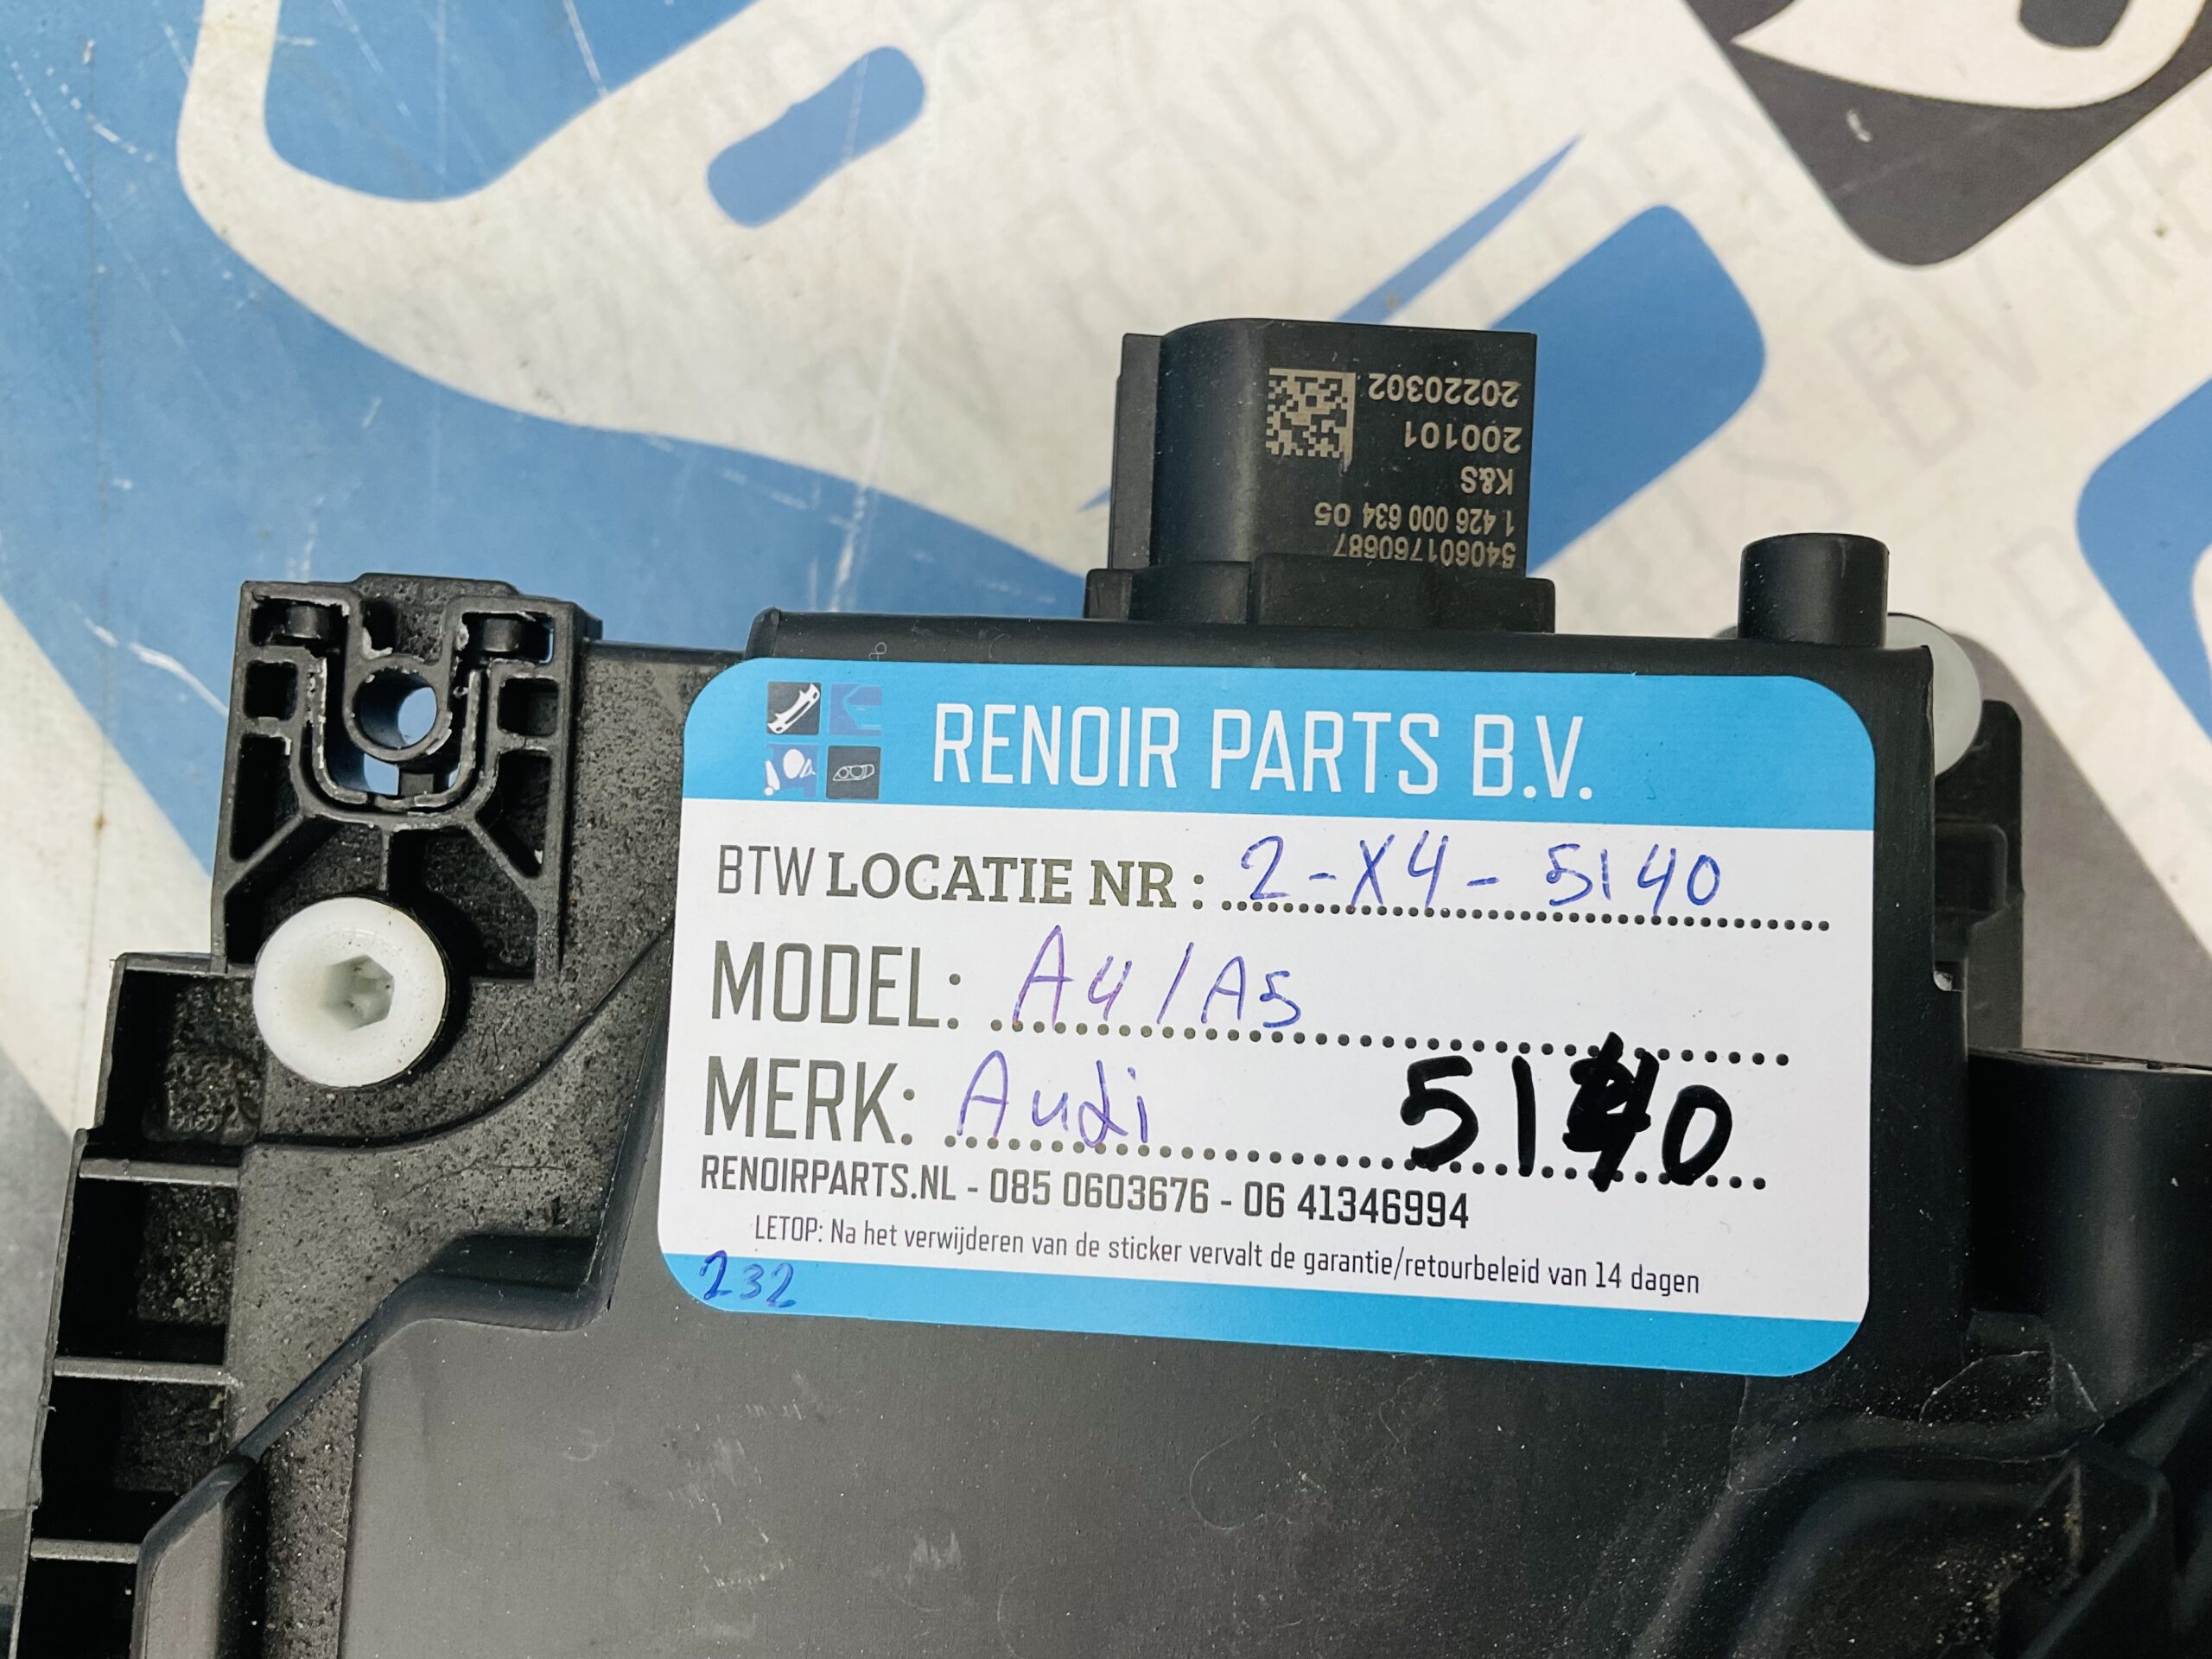 20220302
200101
K&S
1 426 000 634 05
540601760687
RENOIR PARTS B.V.
BTW LOCATIE NR : 2-X4-5140
MODEL: A4/A5
MERK: Audi 5140
RENOIRPARTS.NL - 085 0603676 - 06 41346994
LETOP: Na het verwijderen van de sticker vervalt de garantie/retourbeleid van 14 dagen
232